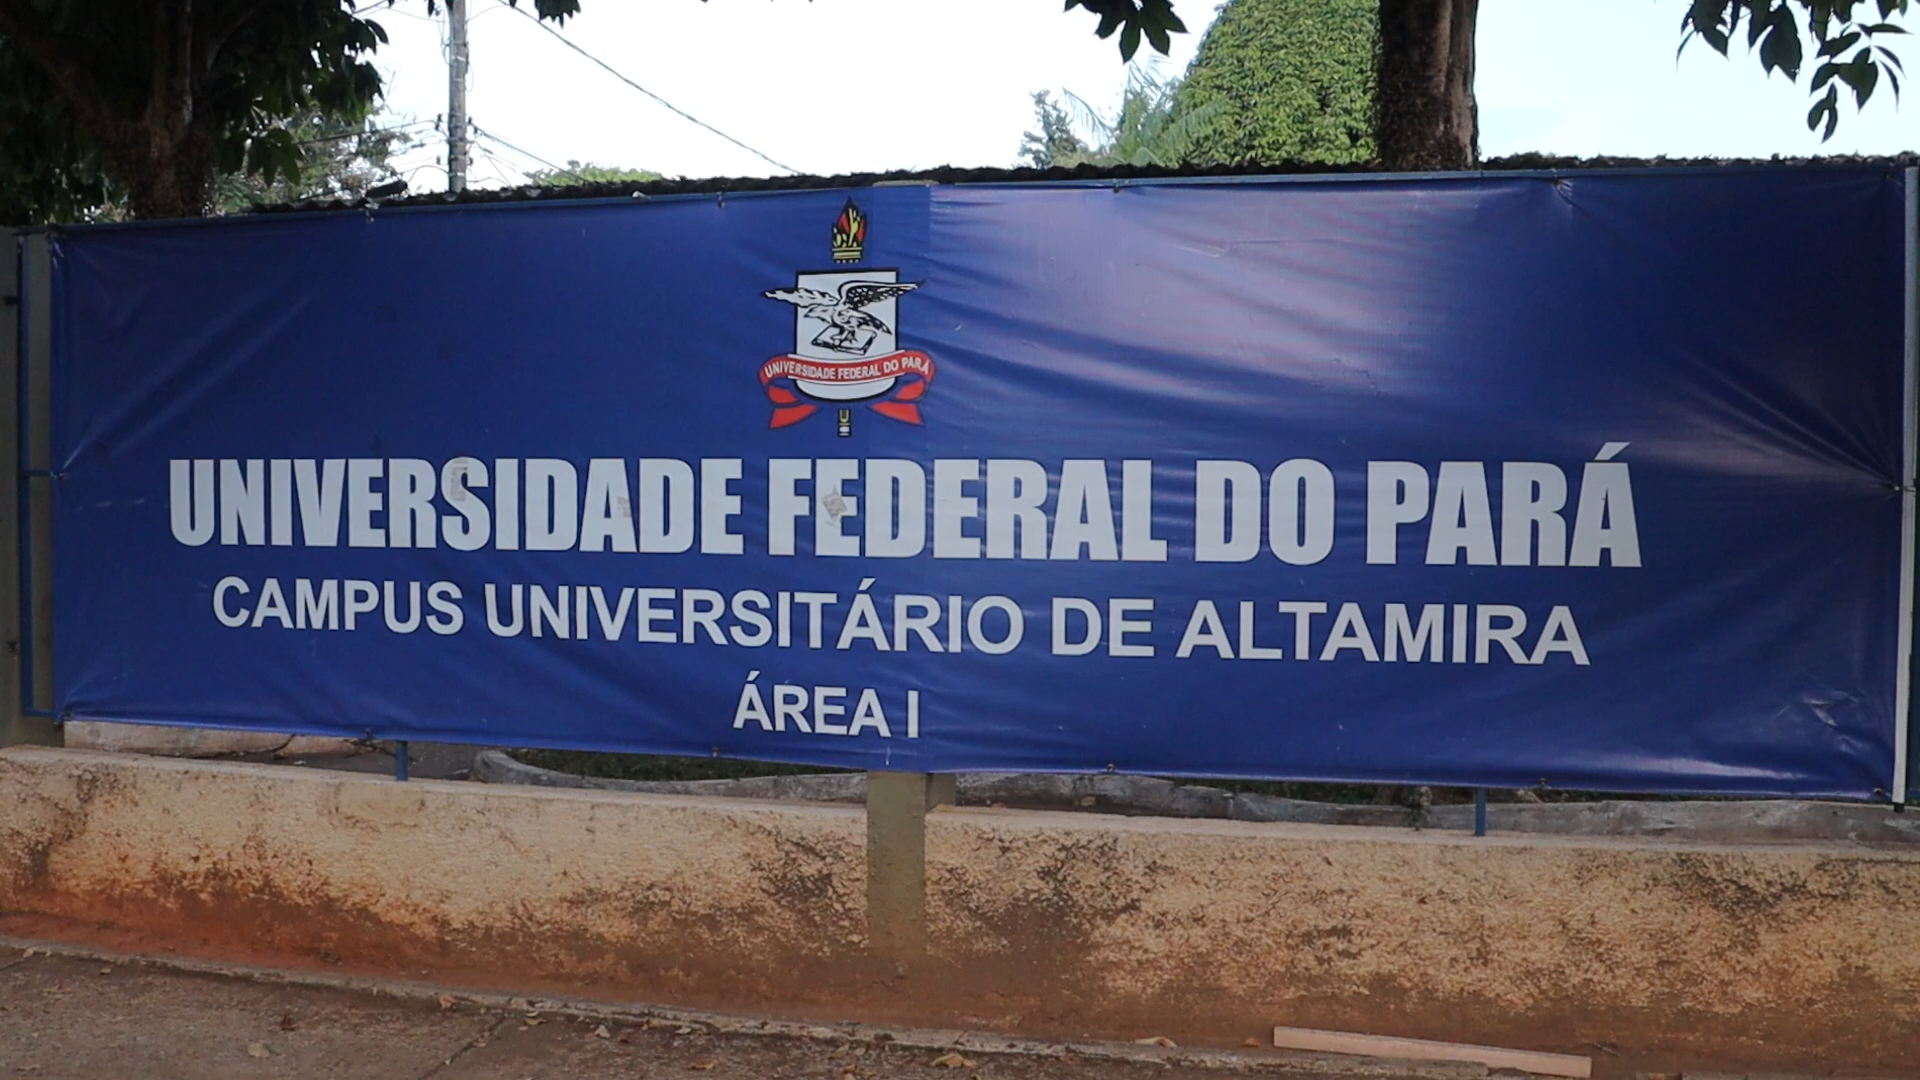 UNIVERSIDADE FEDERAL DO PARÁ
UNIVERSIDADE FEDERAL DO PARÁ
CAMPUS UNIVERSITÁRIO DE ALTAMIRA
ÁREA I